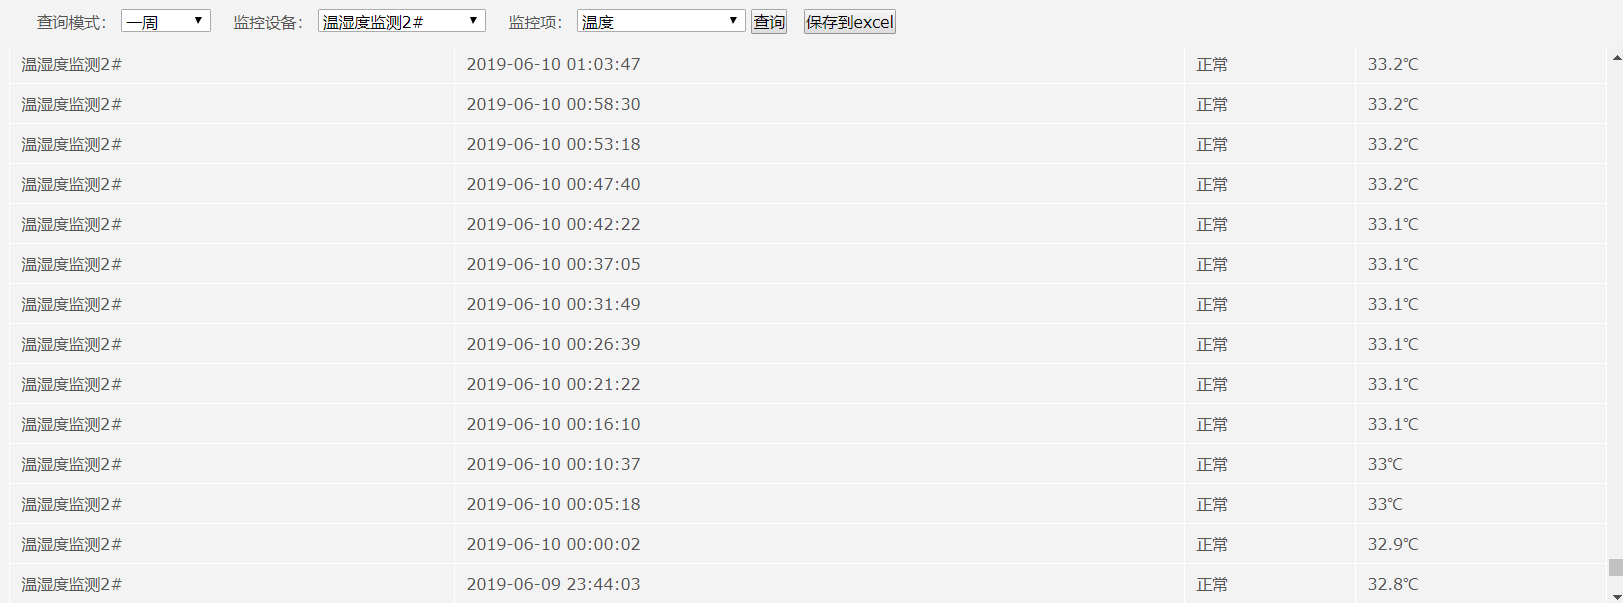 查询模式： 一周 监控设备： 温湿度监测2# 监控项： 温度 查询 保存到excel
温湿度监测2# 2019-06-10 01:03:47 正常 33.2℃
温湿度监测2# 2019-06-10 00:58:30 正常 33.2℃
温湿度监测2# 2019-06-10 00:53:18 正常 33.2℃
温湿度监测2# 2019-06-10 00:47:40 正常 33.2℃
温湿度监测2# 2019-06-10 00:42:22 正常 33.1℃
温湿度监测2# 2019-06-10 00:37:05 正常 33.1℃
温湿度监测2# 2019-06-10 00:31:49 正常 33.1℃
温湿度监测2# 2019-06-10 00:26:39 正常 33.1℃
温湿度监测2# 2019-06-10 00:21:22 正常 33.1℃
温湿度监测2# 2019-06-10 00:16:10 正常 33.1℃
温湿度监测2# 2019-06-10 00:10:37 正常 33℃
温湿度监测2# 2019-06-10 00:05:18 正常 33℃
温湿度监测2# 2019-06-10 00:00:02 正常 32.9℃
温湿度监测2# 2019-06-09 23:44:03 正常 32.8℃